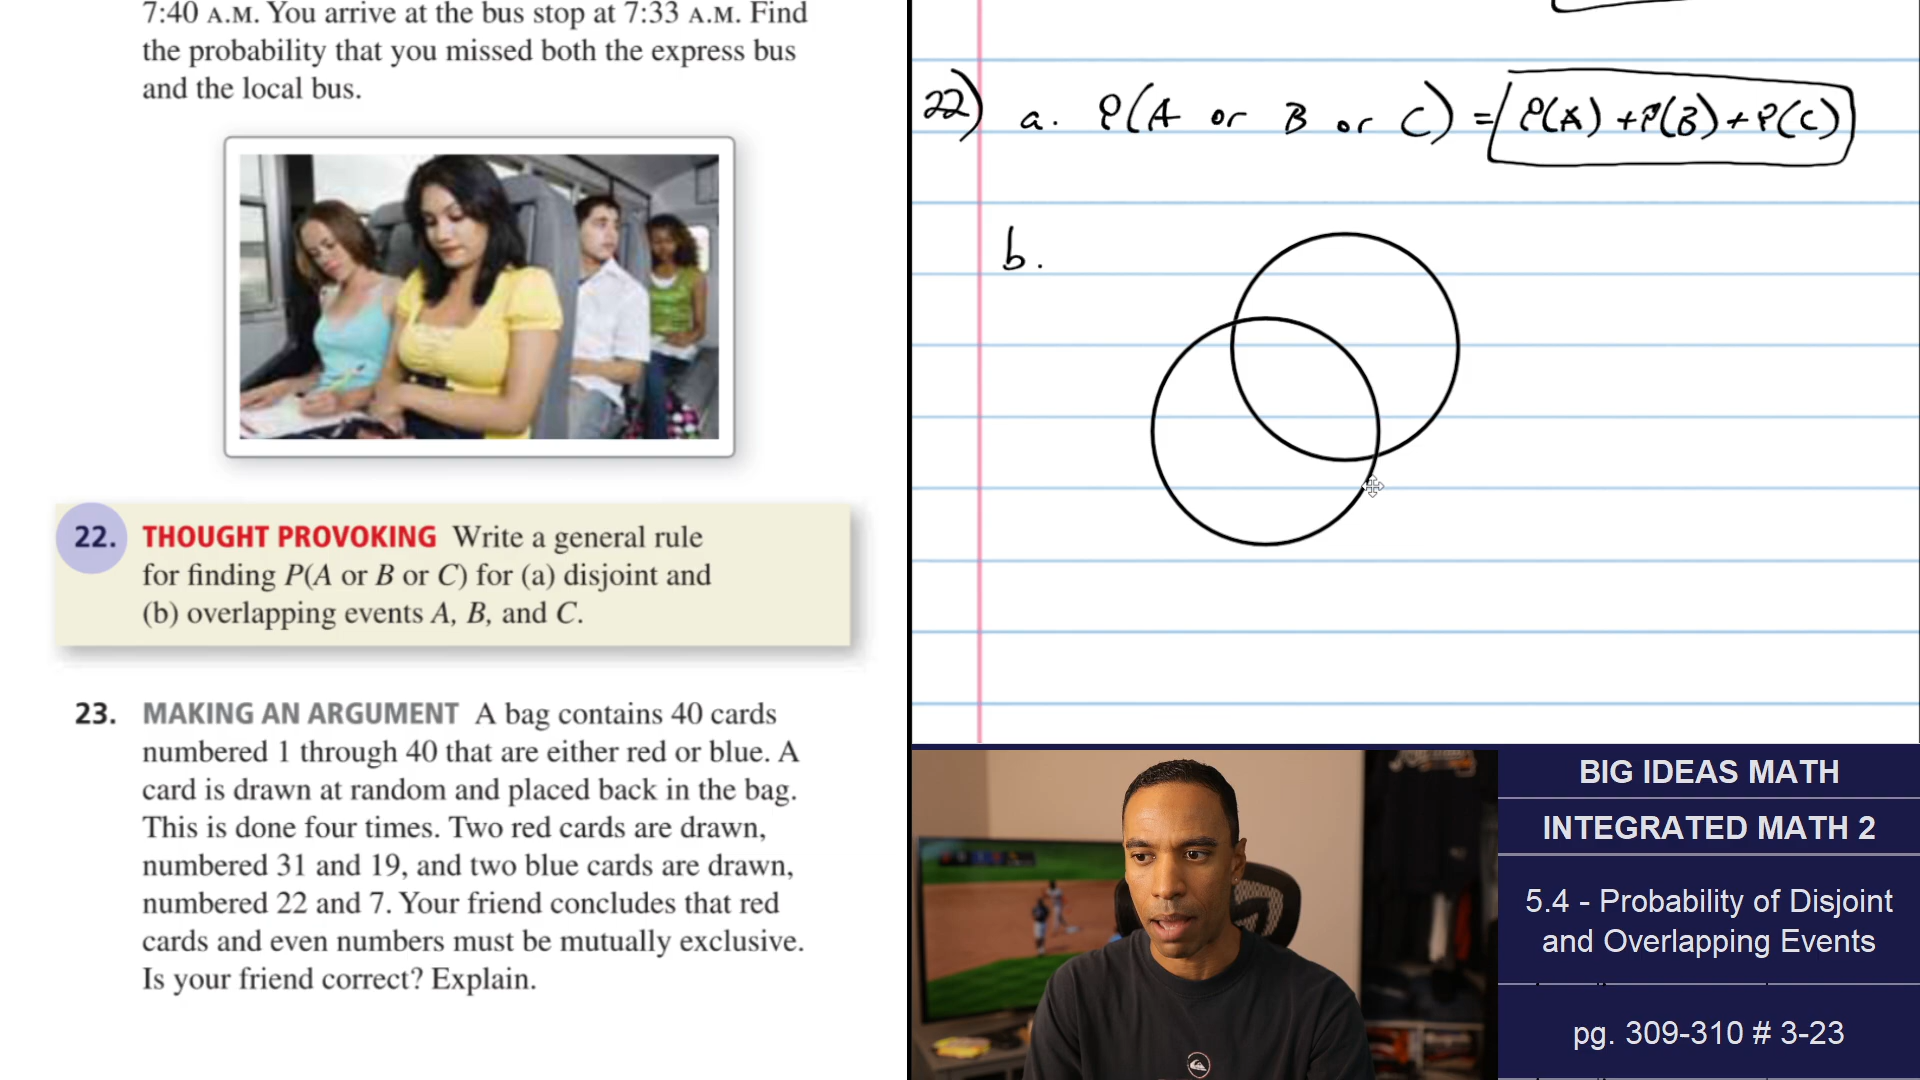 7:40 A.M. You arrive at the bus stop at 7:33 A.M. Find
the probability that you missed both the express bus
and the local bus.
22. THOUGHT PROVOKING Write a general rule
for finding P(A or B or C) for (a) disjoint and
(b) overlapping events A, B, and C.
23. MAKING AN ARGUMENT A bag contains 40 cards
numbered 1 through 40 that are either red or blue. A
card is drawn at random and placed back in the bag.
This is done four times. Two red cards are drawn,
numbered 31 and 19, and two blue cards are drawn,
numbered 22 and 7. Your friend concludes that red
cards and even numbers must be mutually exclusive.
Is your friend correct? Explain.
22) a. P(A or B or C) = P(A) + P(B) + P(C)
b.
BIG IDEAS MATH
INTEGRATED MATH 2
5.4 - Probability of Disjoint
and Overlapping Events
pg. 309-310 # 3-23